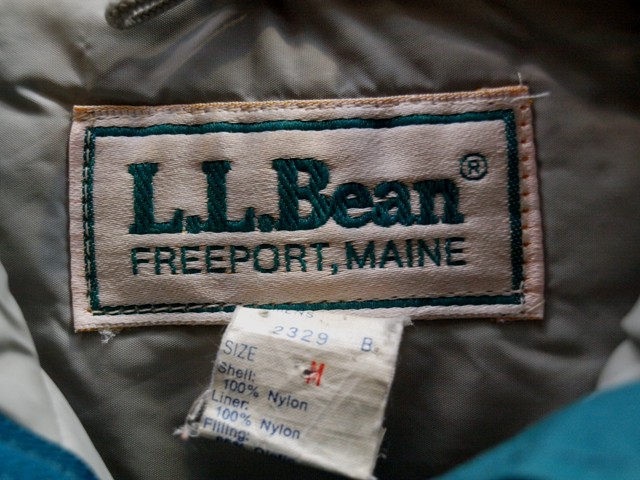 L.L.Bean®
FREEPORT, MAINE
2329 B
SIZE M
Shell:
100% Nylon
Liner:
100% Nylon
Filling: